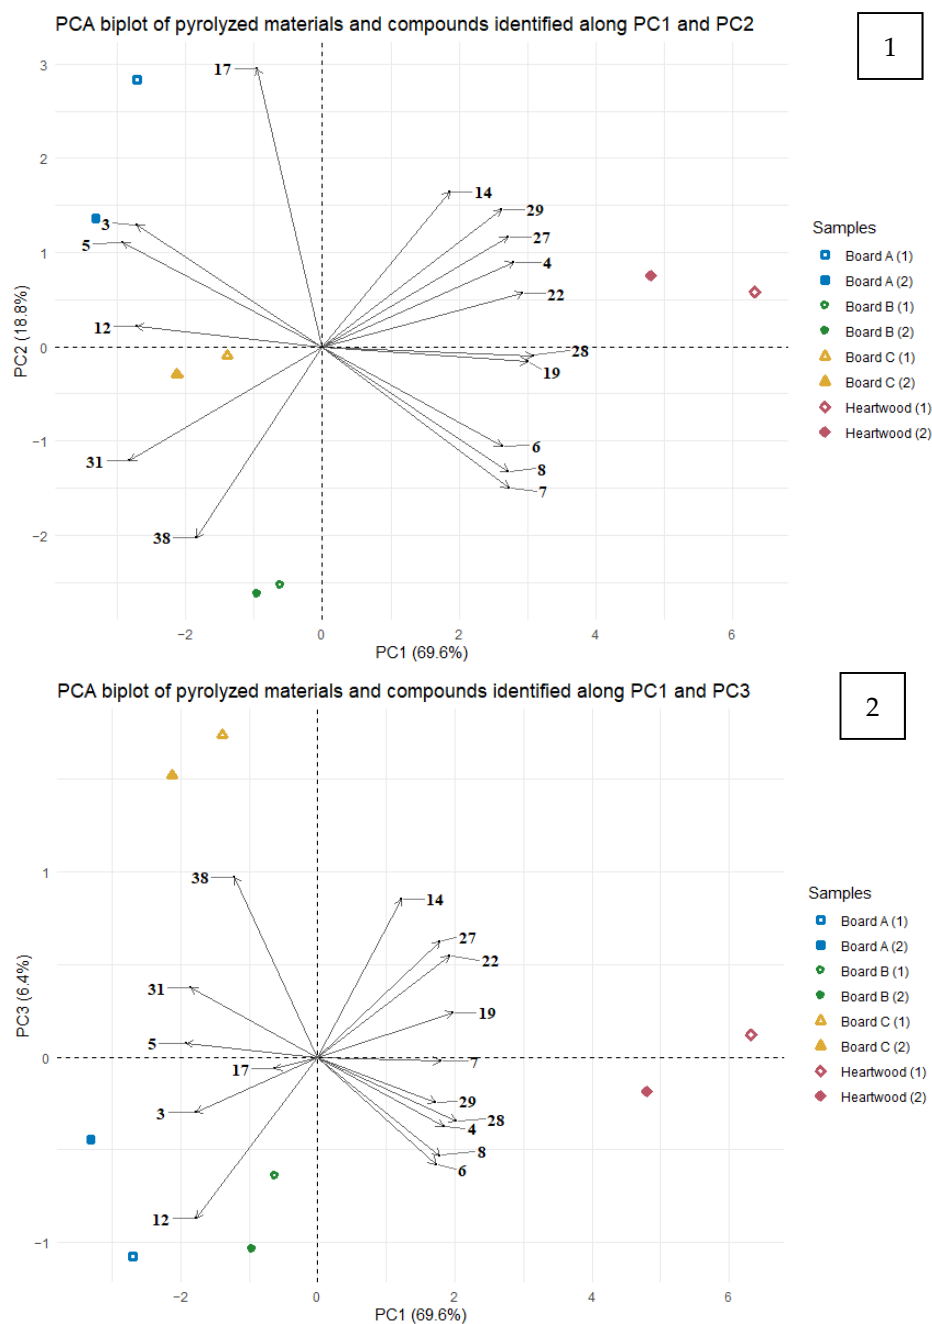 PCA biplot of pyrolyzed materials and compounds identified along PC1 and PC2
1
3
2
1
0
−1
−2
PC2 (18.8%)
17
14
29
27
4
22
28
19
6
8
7
3
5
12
31
38
−2
0
2
4
6
PC1 (69.6%)
Samples
Board A (1)
Board A (2)
Board B (1)
Board B (2)
Board C (1)
Board C (2)
Heartwood (1)
Heartwood (2)
PCA biplot of pyrolyzed materials and compounds identified along PC1 and PC3
2
1
0
−1
PC3 (6.4%)
38
14
27
22
31
19
5
17
7
3
29
28
4
8
6
12
−2
0
2
4
6
PC1 (69.6%)
Samples
Board A (1)
Board A (2)
Board B (1)
Board B (2)
Board C (1)
Board C (2)
Heartwood (1)
Heartwood (2)